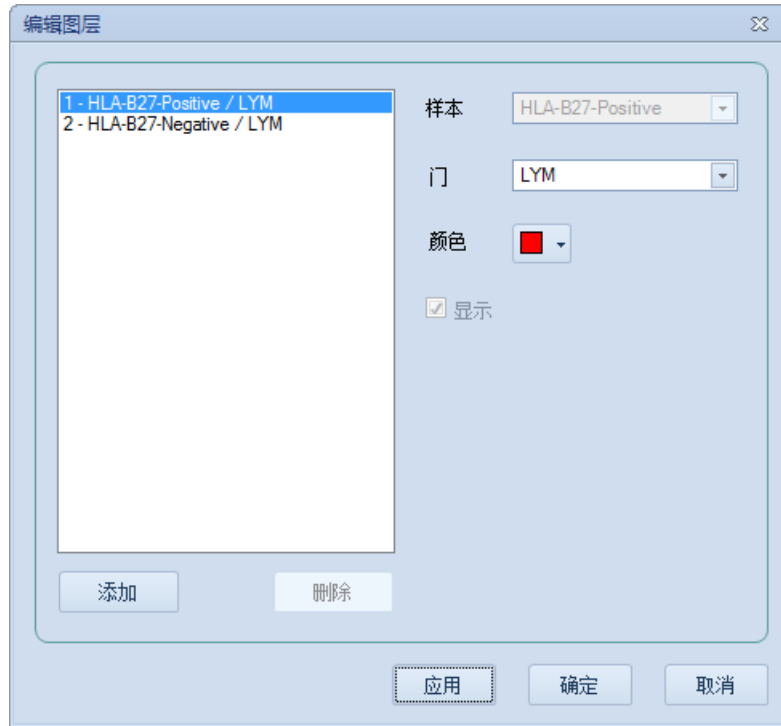 编辑图层
1 - HLA-B27-Positive / LYM
2 - HLA-B27-Negative / LYM
样本 HLA-B27-Positive
门 LYM
颜色
显示
添加 删除
应用 确定 取消